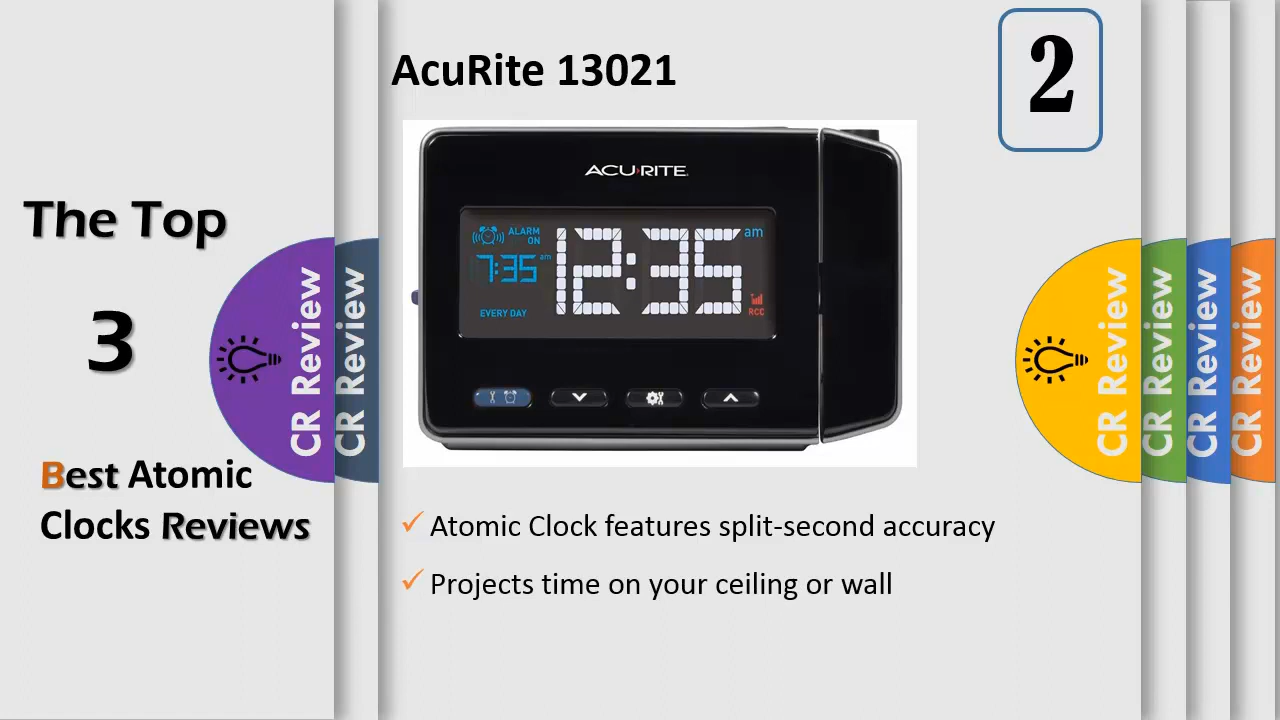 The Top
3
Best Atomic
Clocks Reviews
CR Review
CR Review
AcuRite 13021
2
ACURITE
ALARM
ON
7:35 am
EVERY DAY
12:35 am
RCC
Atomic Clock features split-second accuracy
Projects time on your ceiling or wall
CR Review
CR Review
CR Review
CR Review